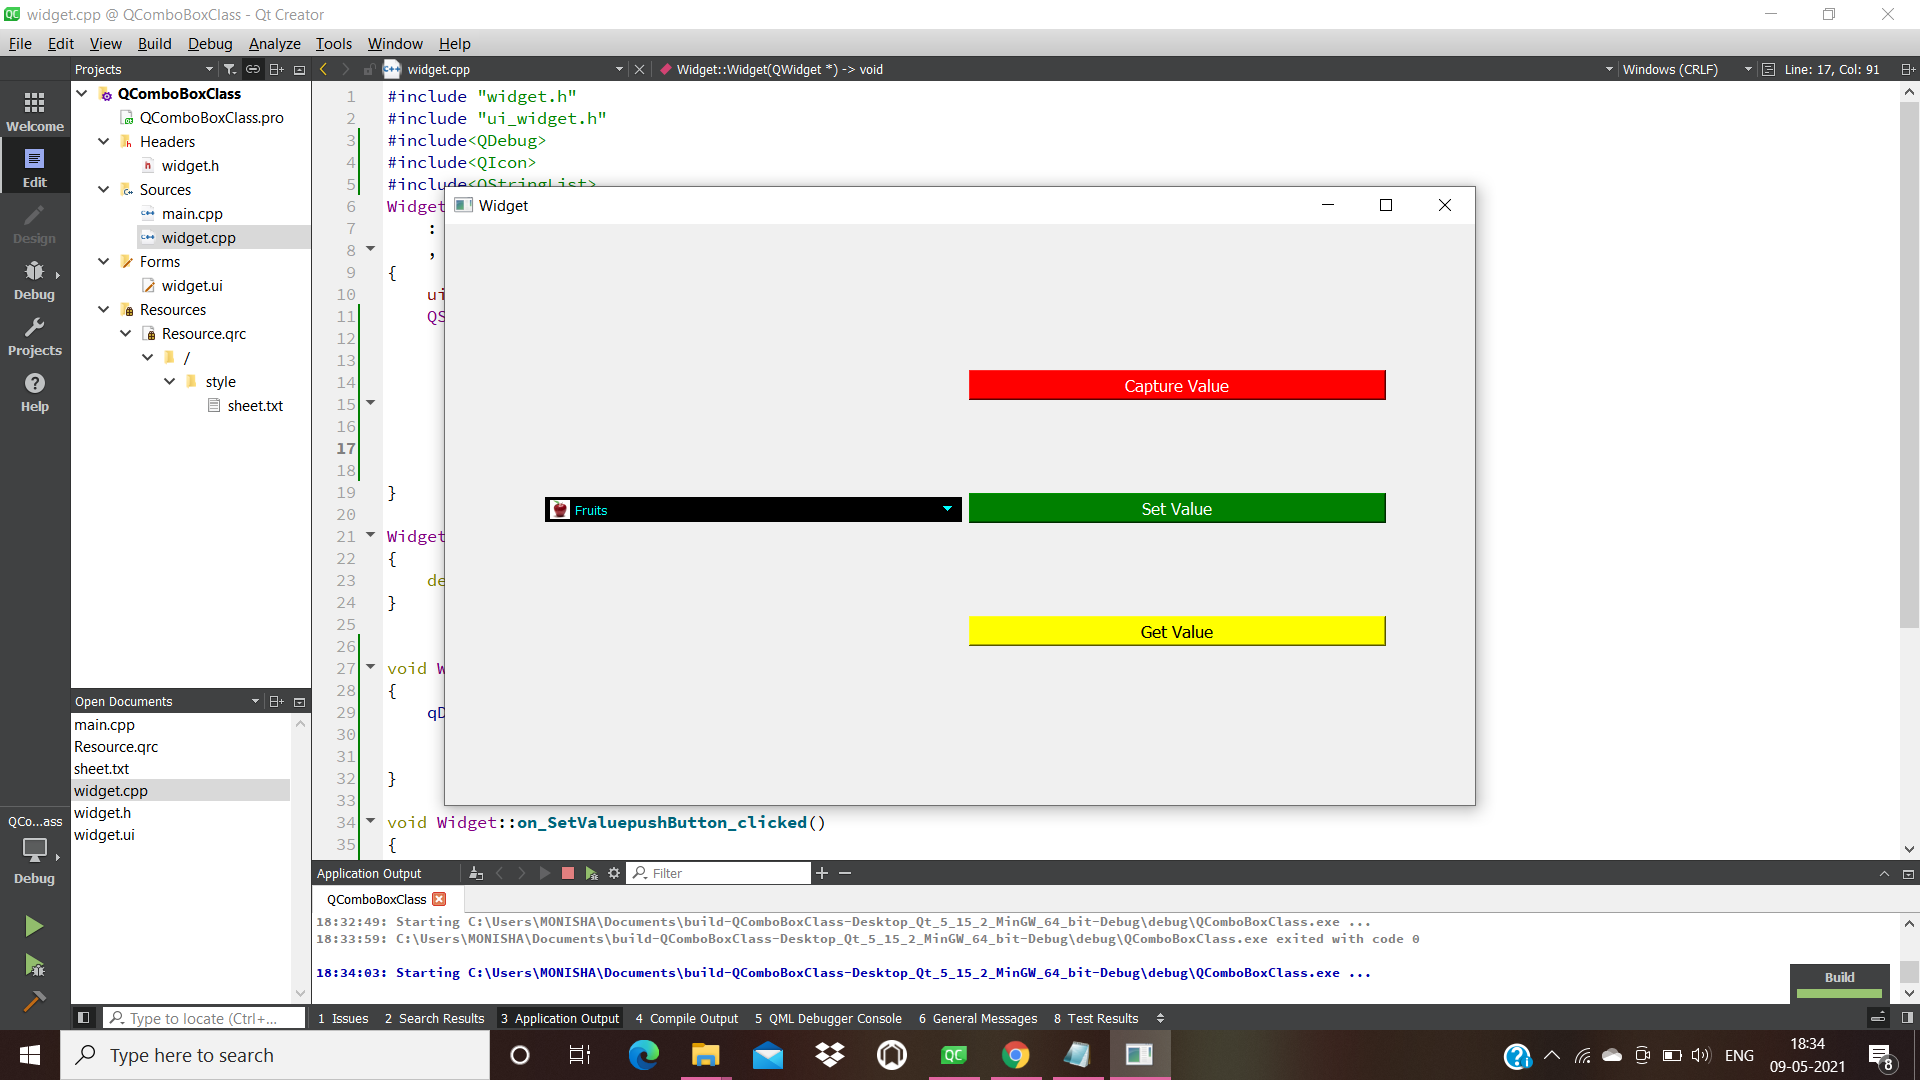 QC widget.cpp @ QComboBoxClass - Qt Creator
File Edit View Build Debug Analyze Tools Window Help
Projects widget.cpp Widget::Widget(QWidget *) -> void Windows (CRLF) Line: 17, Col: 91
Welcome
Edit
Design
Debug
Projects
Help
QCo...ass
Debug
QComboBoxClass
QComboBoxClass.pro
Headers
widget.h
Sources
main.cpp
widget.cpp
Forms
widget.ui
Resources
Resource.qrc
/
style
sheet.txt
Open Documents
main.cpp
Resource.qrc
sheet.txt
widget.cpp
widget.h
widget.ui
1 #include "widget.h"
2 #include "ui_widget.h"
3 #include<QDebug>
4 #include<QIcon>
5 #include<QStringList>
6 Widget
7 :
8 ,
9 {
10 ui
11 QS
12
13
14
15
16
17
18
19 }
20
21 Widget
22 {
23 de
24 }
25
26
27 void W
28 {
29 qD
30
31
32 }
33
34 void Widget::on_SetValuepushButton_clicked()
35 {
Widget
Capture Value
Fruits
Set Value
Get Value
Application Output Filter
QComboBoxClass
18:32:49: Starting C:\Users\MONISHA\Documents\build-QComboBoxClass-Desktop_Qt_5_15_2_MinGW_64_bit-Debug\debug\QComboBoxClass.exe ...
18:33:59: C:\Users\MONISHA\Documents\build-QComboBoxClass-Desktop_Qt_5_15_2_MinGW_64_bit-Debug\debug\QComboBoxClass.exe exited with code 0
18:34:03: Starting C:\Users\MONISHA\Documents\build-QComboBoxClass-Desktop_Qt_5_15_2_MinGW_64_bit-Debug\debug\QComboBoxClass.exe ...
Build
Type to locate (Ctrl+... 1 Issues 2 Search Results 3 Application Output 4 Compile Output 5 QML Debugger Console 6 General Messages 8 Test Results
Type here to search QC ENG 18:34
09-05-2021
8